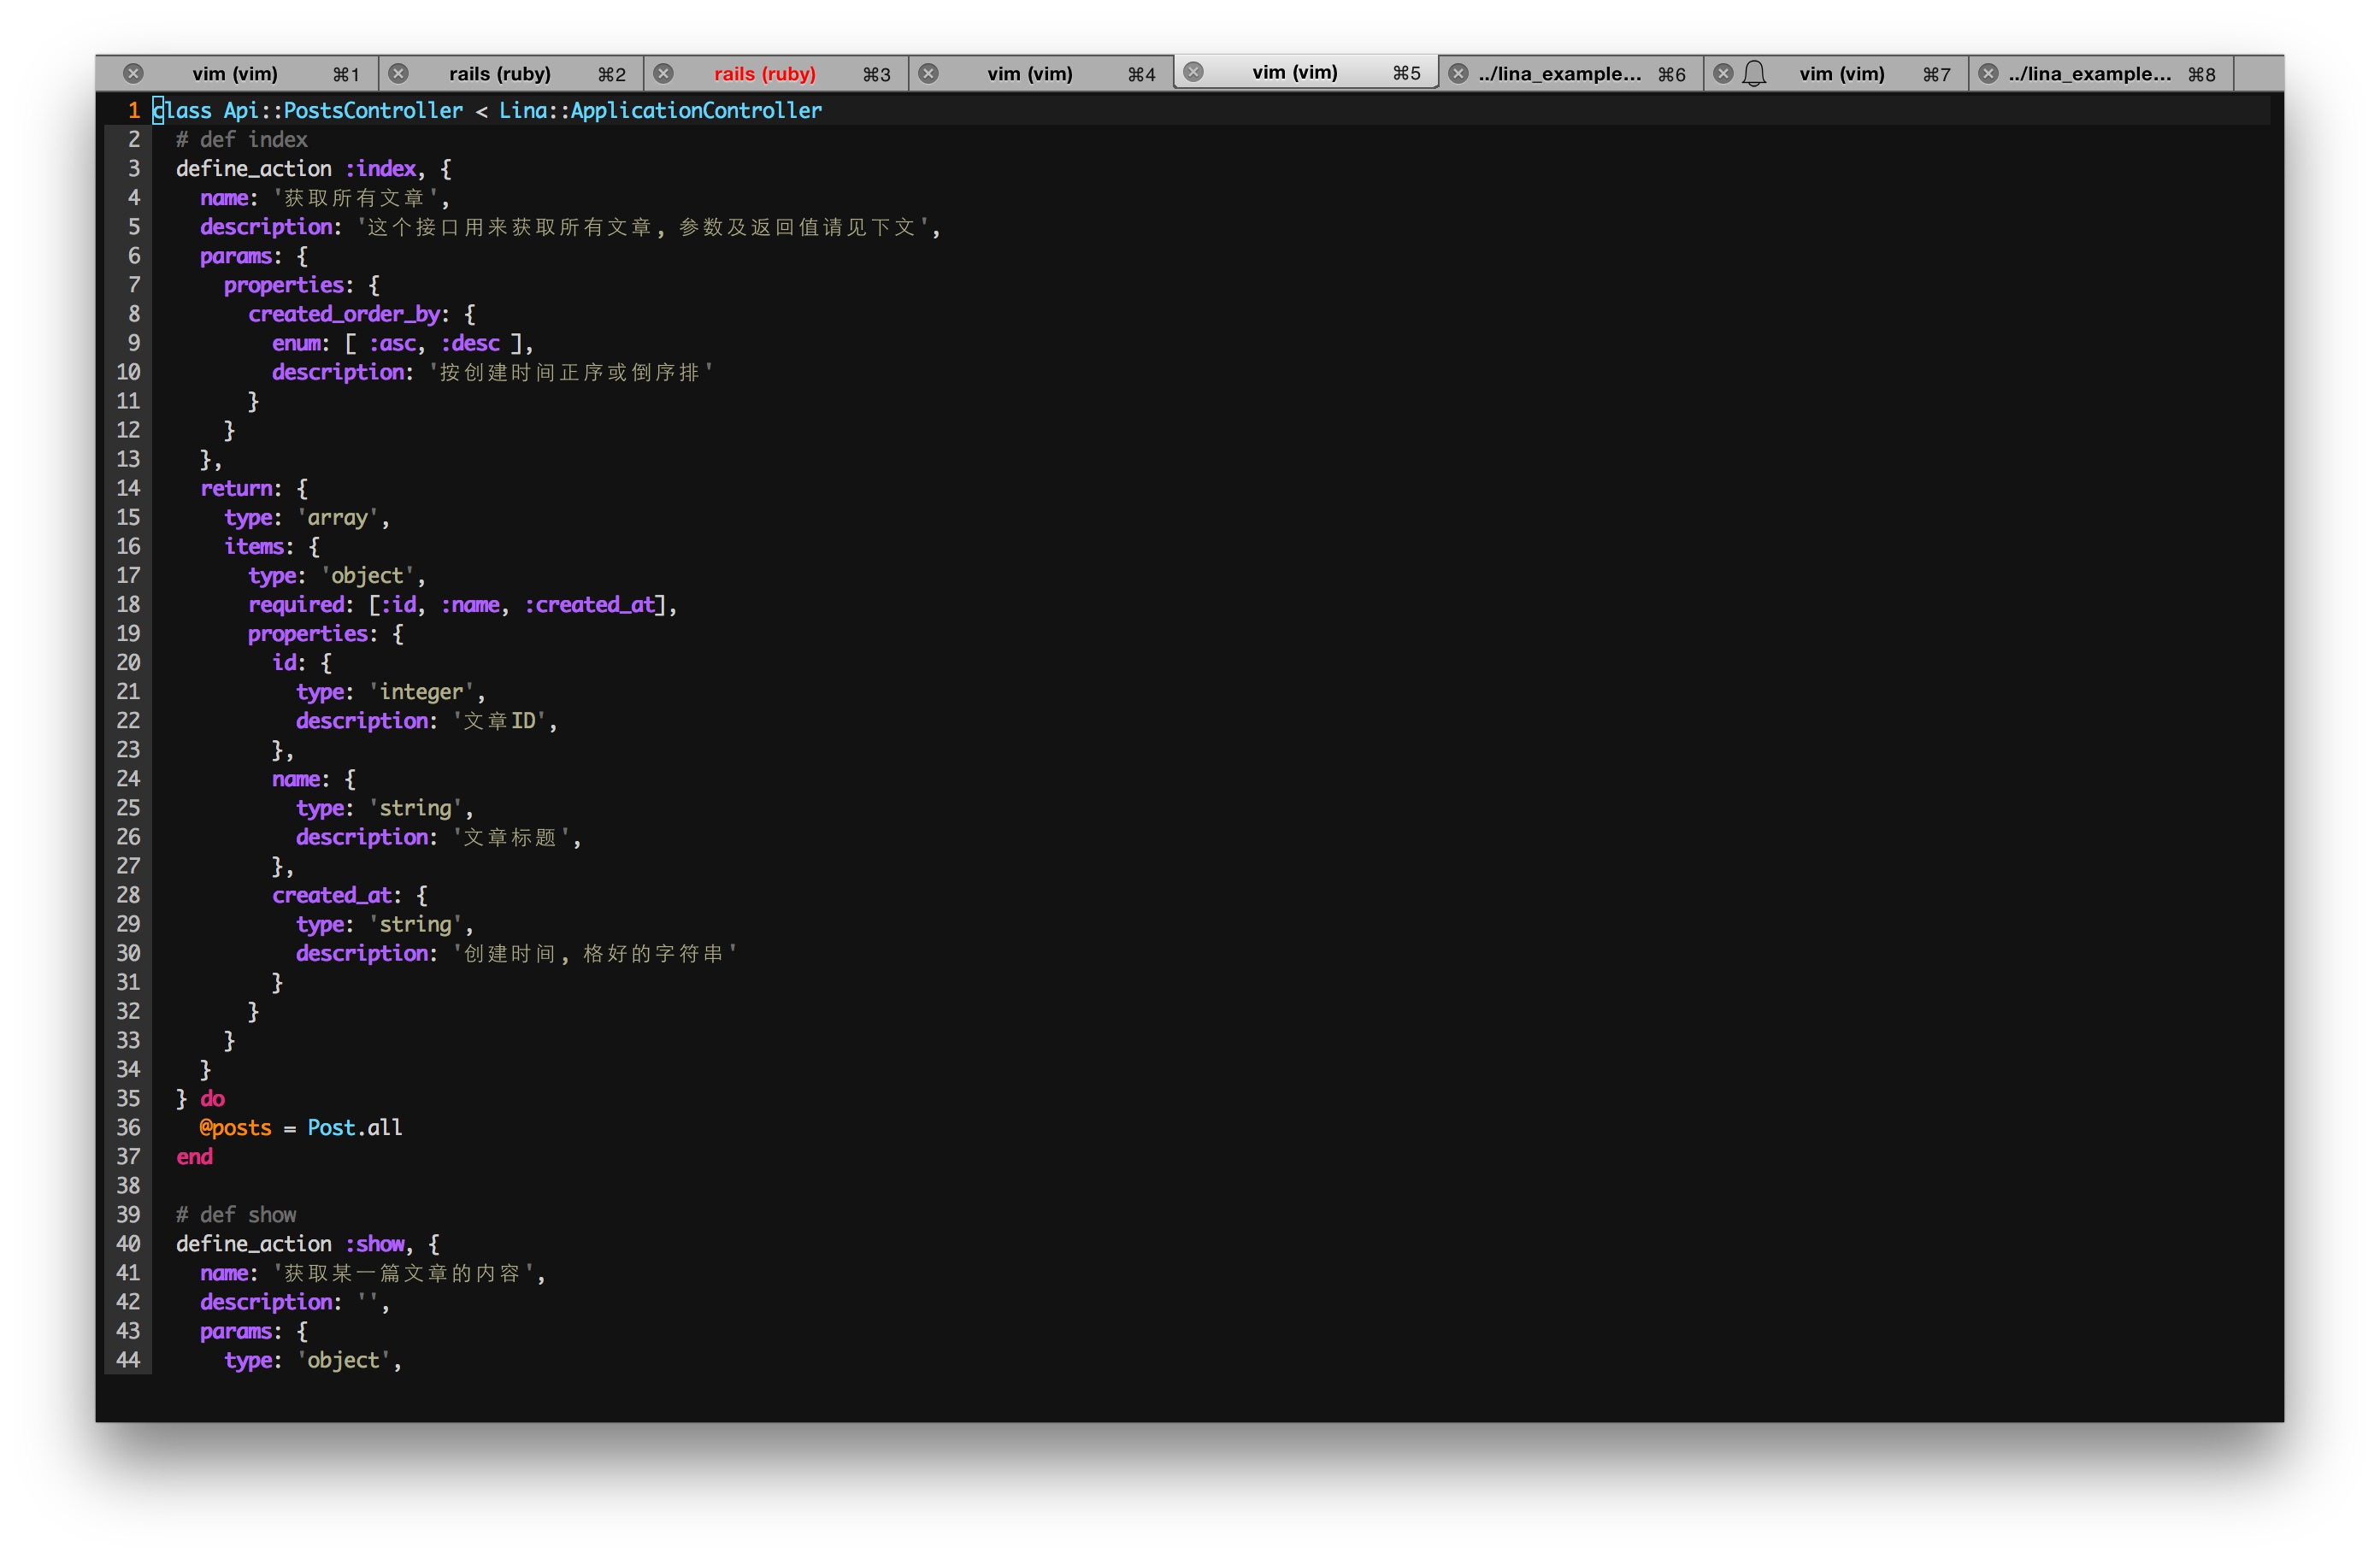 vim (vim) ⌘1 rails (ruby) ⌘2 rails (ruby) ⌘3 vim (vim) ⌘4 vim (vim) ⌘5 ../lina_example... ⌘6 vim (vim) ⌘7 ../lina_example... ⌘8
1 class Api::PostsController < Lina::ApplicationController
2   # def index
3   define_action :index, {
4     name: '获取所有文章',
5     description: '这个接口用来获取所有文章，参数及返回值请见下文',
6     params: {
7       properties: {
8         created_order_by: {
9           enum: [ :asc, :desc ],
10           description: '按创建时间正序或倒序排'
11         }
12       }
13     },
14     return: {
15       type: 'array',
16       items: {
17         type: 'object',
18         required: [:id, :name, :created_at],
19         properties: {
20           id: {
21             type: 'integer',
22             description: '文章ID',
23           },
24           name: {
25             type: 'string',
26             description: '文章标题',
27           },
28           created_at: {
29             type: 'string',
30             description: '创建时间，格好的字符串'
31           }
32         }
33       }
34     }
35   } do
36     @posts = Post.all
37   end
38
39   # def show
40   define_action :show, {
41     name: '获取某一篇文章的内容',
42     description: '',
43     params: {
44       type: 'object',